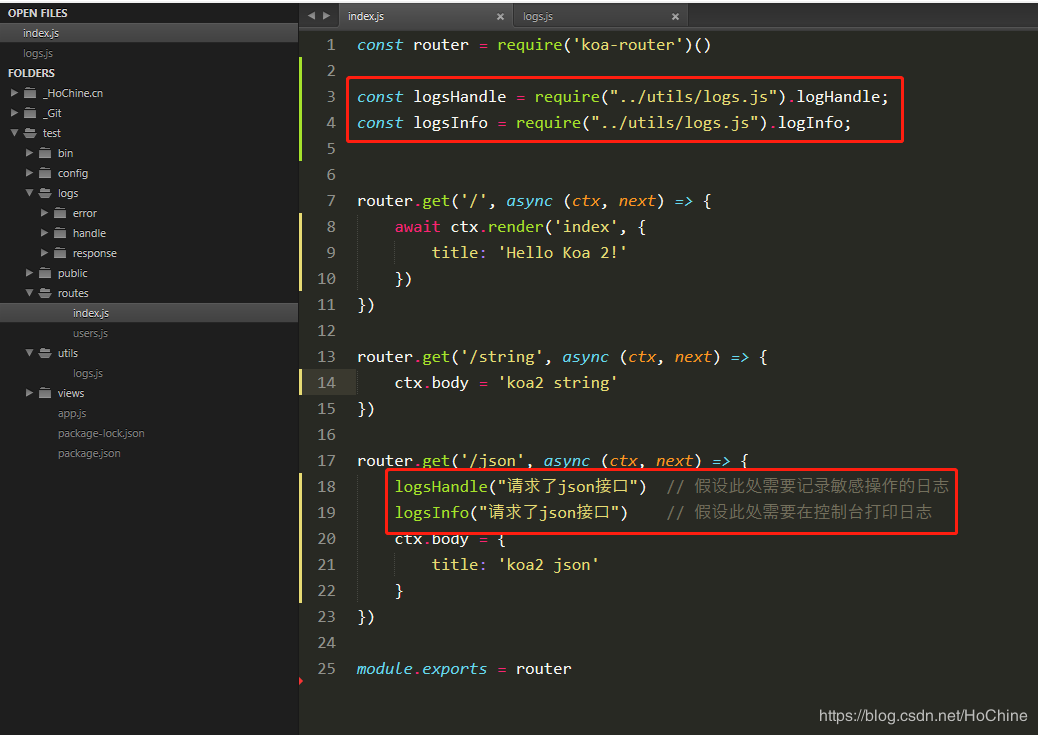 OPEN FILES
index.js
logs.js
FOLDERS
_HoChine.cn
_Git
test
bin
config
logs
error
handle
response
public
routes
index.js
users.js
utils
logs.js
views
app.js
package-lock.json
package.json
index.js
logs.js
1 const router = require('koa-router')()
2
3 const logsHandle = require("../utils/logs.js").logHandle;
4 const logsInfo = require("../utils/logs.js").logInfo;
5
6
7 router.get('/', async (ctx, next) => {
8 await ctx.render('index', {
9 title: 'Hello Koa 2!'
10 })
11 })
12
13 router.get('/string', async (ctx, next) => {
14 ctx.body = 'koa2 string'
15 })
16
17 router.get('/json', async (ctx, next) => {
18 logsHandle("请求了json接口") // 假设此处需要记录敏感操作的日志
19 logsInfo("请求了json接口") // 假设此处需要在控制台打印日志
20 ctx.body = {
21 title: 'koa2 json'
22 }
23 })
24
25 module.exports = router
https://blog.csdn.net/HoChine